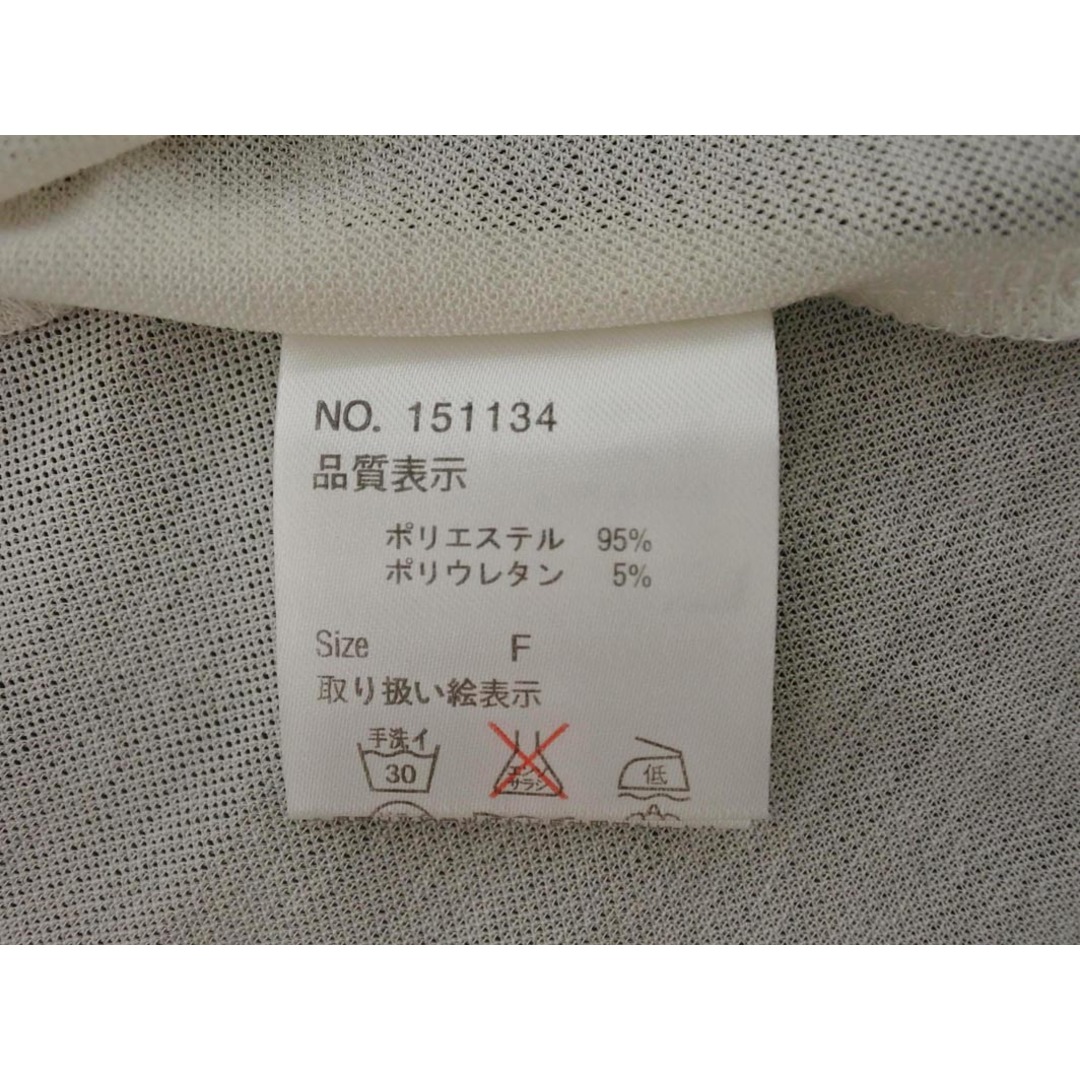 NO. 151134
品質表示
ポリエステル 95%
ポリウレタン 5%
Size F
取り扱い絵表示
手洗イ
30
エンソ
サラシ
低